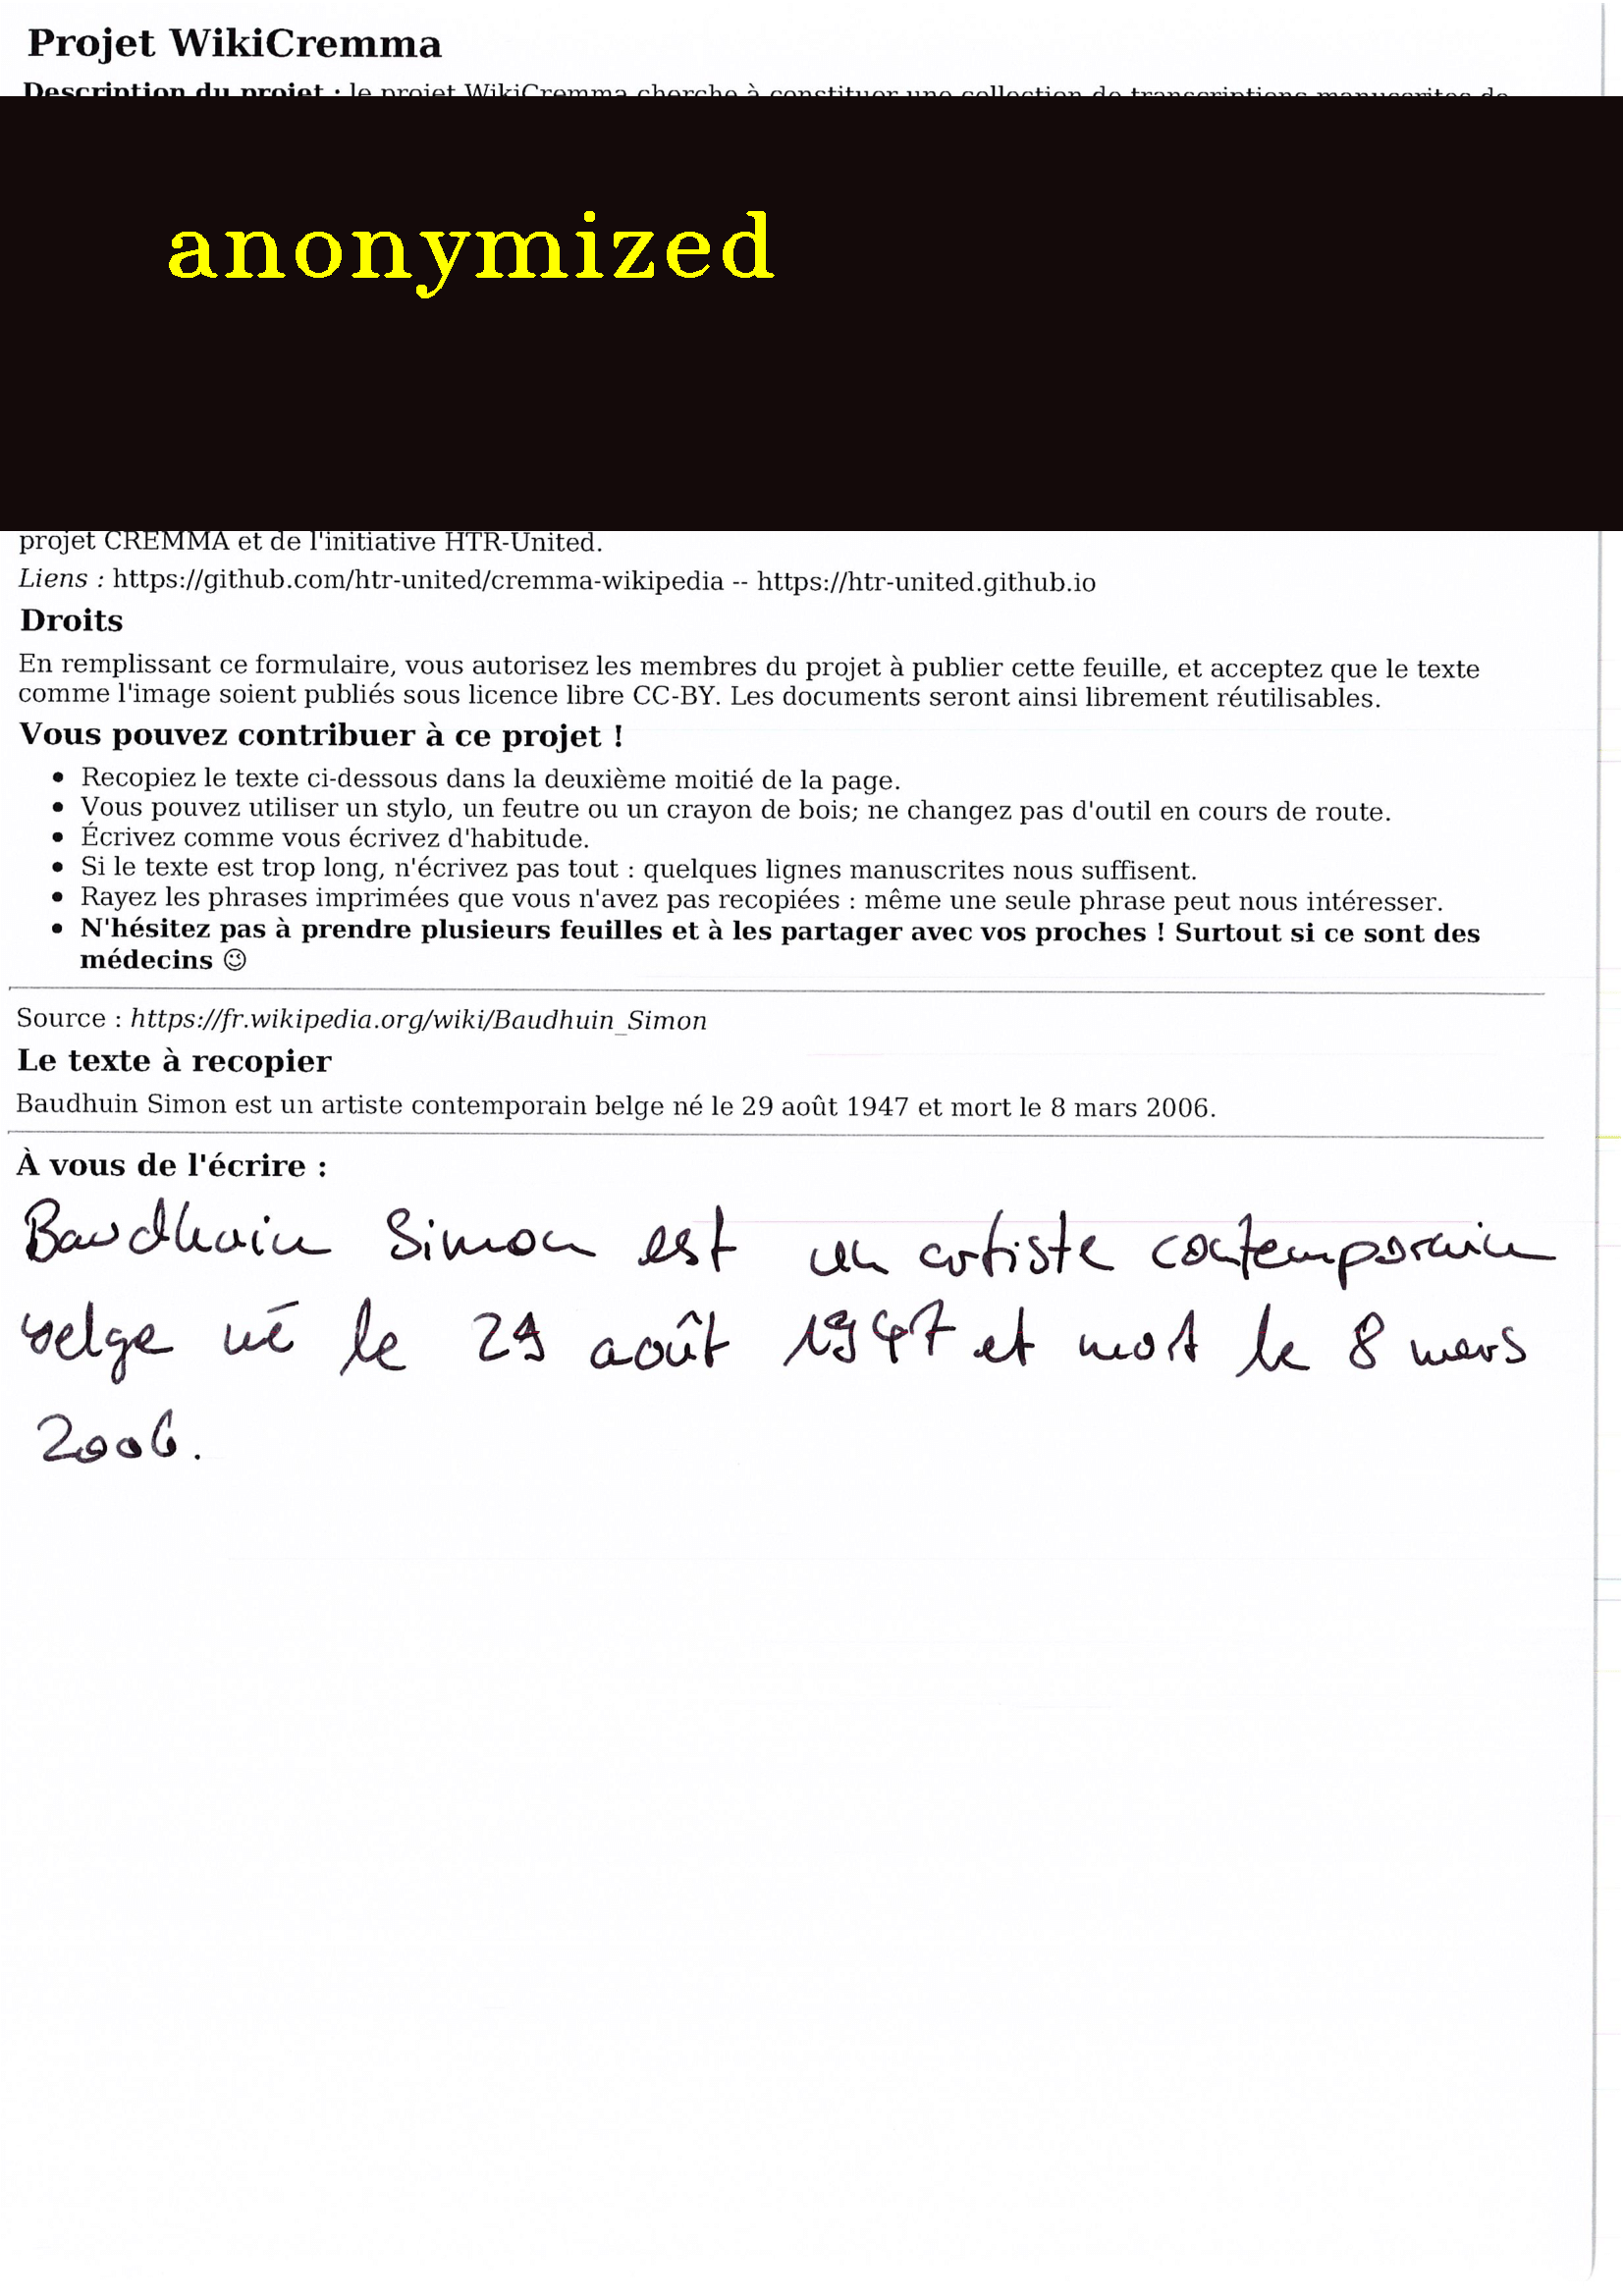 Projet WikiCremma
Description du projet : le projet WikiCremma cherche à constituer une collection de transcriptions manuscrites de
anonymized
projet CREMMA et de l'initiative HTR-United.
Liens : https://github.com/htr-united/cremma-wikipedia -- https://htr-united.github.io
Droits
En remplissant ce formulaire, vous autorisez les membres du projet à publier cette feuille, et acceptez que le texte
comme l'image soient publiés sous licence libre CC-BY. Les documents seront ainsi librement réutilisables.
Vous pouvez contribuer à ce projet !
• Recopiez le texte ci-dessous dans la deuxième moitié de la page.
• Vous pouvez utiliser un stylo, un feutre ou un crayon de bois; ne changez pas d'outil en cours de route.
• Écrivez comme vous écrivez d'habitude.
• Si le texte est trop long, n'écrivez pas tout : quelques lignes manuscrites nous suffisent.
• Rayez les phrases imprimées que vous n'avez pas recopiées : même une seule phrase peut nous intéresser.
• N'hésitez pas à prendre plusieurs feuilles et à les partager avec vos proches ! Surtout si ce sont des
médecins ☺
Source : https://fr.wikipedia.org/wiki/Baudhuin_Simon
Le texte à recopier
Baudhuin Simon est un artiste contemporain belge né le 29 août 1947 et mort le 8 mars 2006.
À vous de l'écrire :
Baudhuin Simon est un artiste contemporain
belge né le 29 août 1947 et mort le 8 mars
2006.